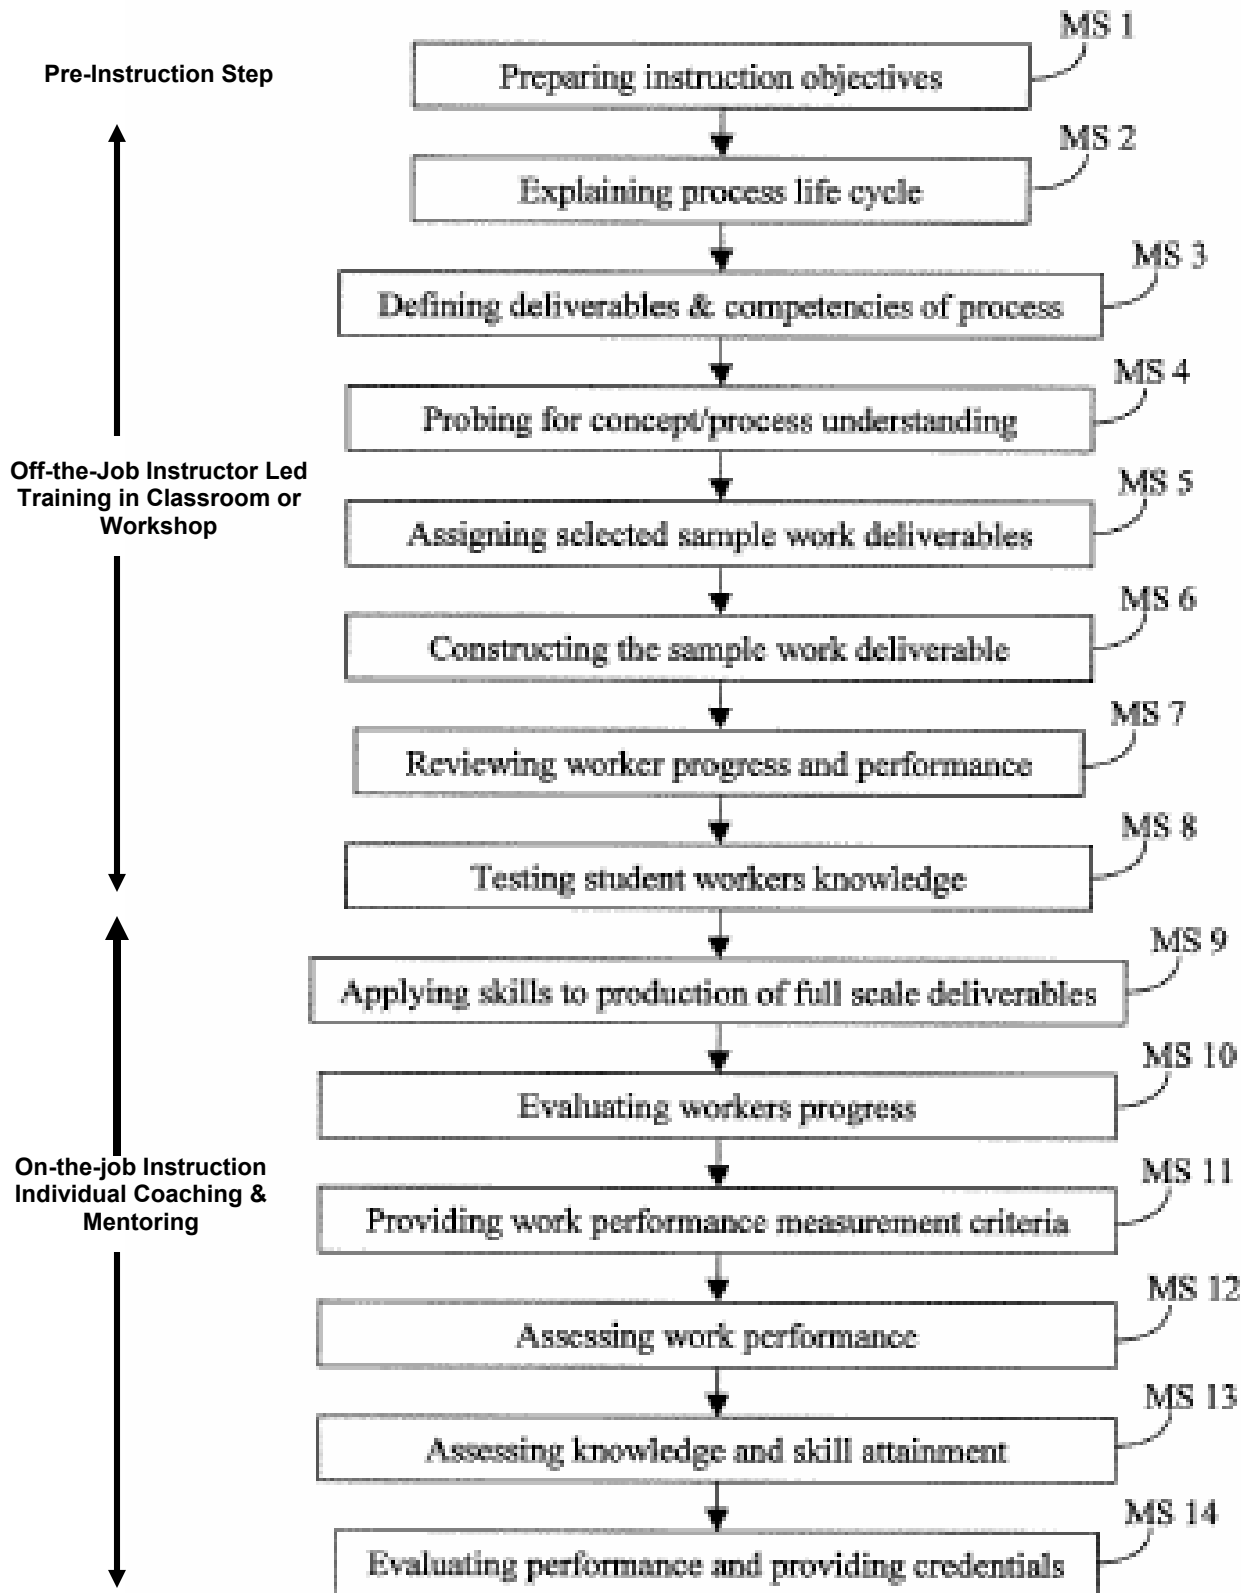 MS 1
Pre-Instruction Step
Preparing instruction objectives
MS 2
Explaining process life cycle
MS 3
Defining deliverables & competencies of process
MS 4
Probing for concept/process understanding
Off-the-Job Instructor Led
Training in Classroom or
Workshop
MS 5
Assigning selected sample work deliverables
MS 6
Constructing the sample work deliverable
MS 7
Reviewing worker progress and performance
MS 8
Testing student workers knowledge
MS 9
Applying skills to production of full scale deliverables
MS 10
Evaluating workers progress
On-the-job Instruction
Individual Coaching &
Mentoring
MS 11
Providing work performance measurement criteria
MS 12
Assessing work performance
MS 13
Assessing knowledge and skill attainment
MS 14
Evaluating performance and providing credentials